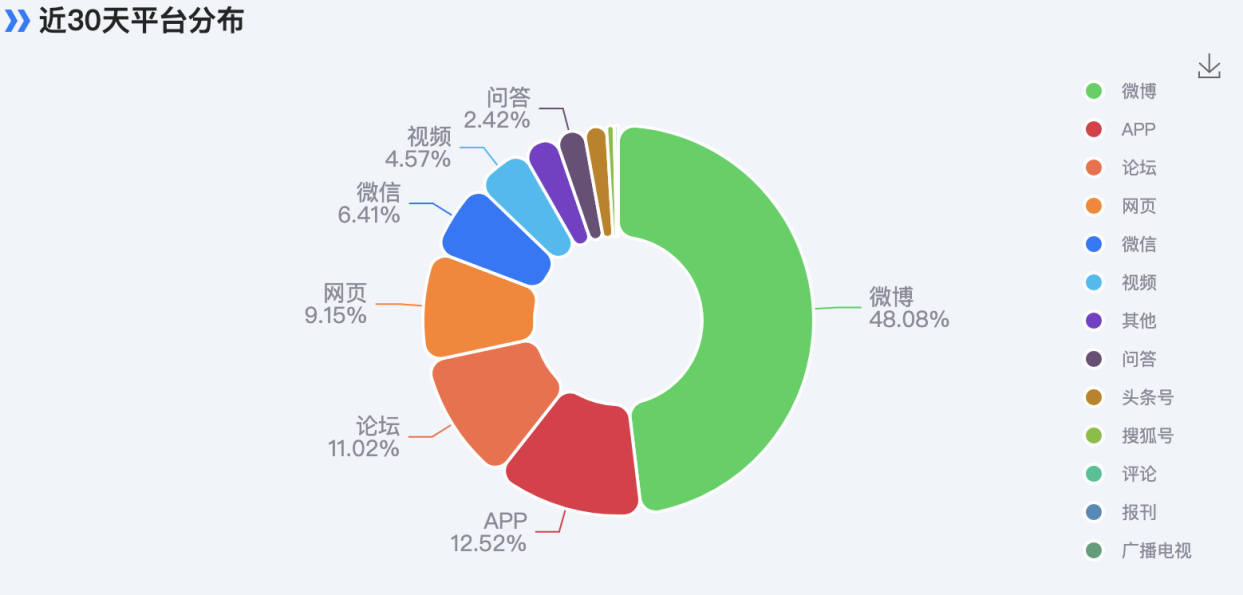 近30天平台分布
问答
2.42%
视频
4.57%
微信
6.41%
网页
9.15%
论坛
11.02%
APP
12.52%
微博
48.08%
微博
APP
论坛
网页
微信
视频
其他
问答
头条号
搜狐号
评论
报刊
广播电视